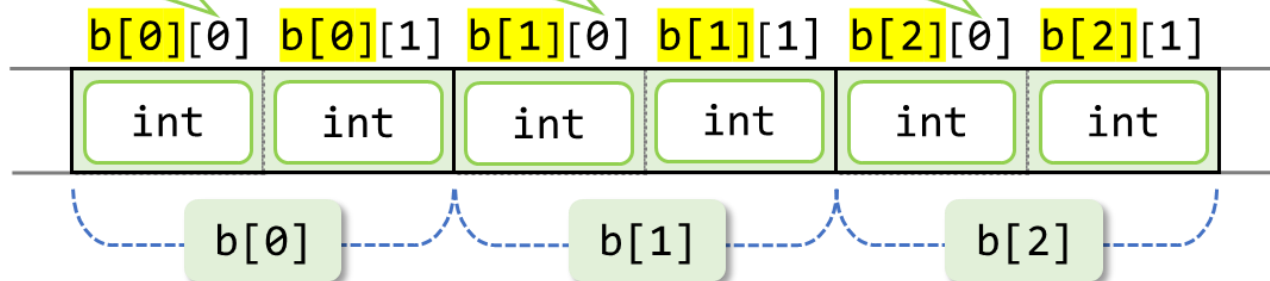 b[0][0] b[0][1] b[1][0] b[1][1] b[2][0] b[2][1]
int int int int int int
b[0] b[1] b[2]